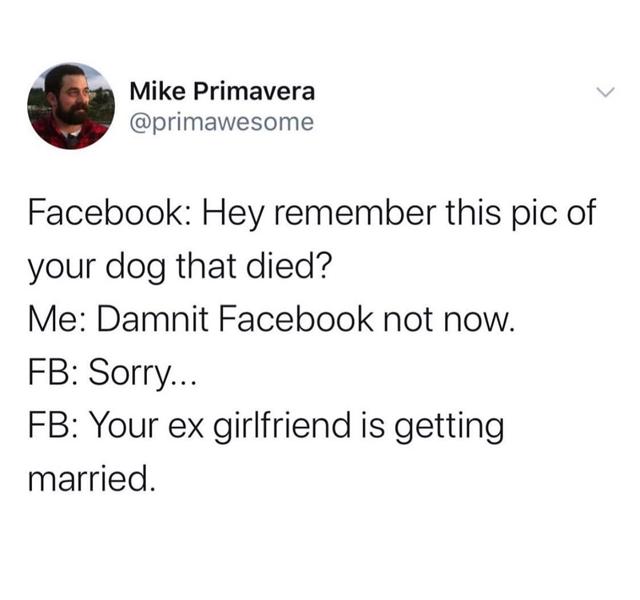 Mike Primavera
@primawesome
Facebook: Hey remember this pic of
your dog that died?
Me: Damnit Facebook not now.
FB: Sorry...
FB: Your ex girlfriend is getting
married.